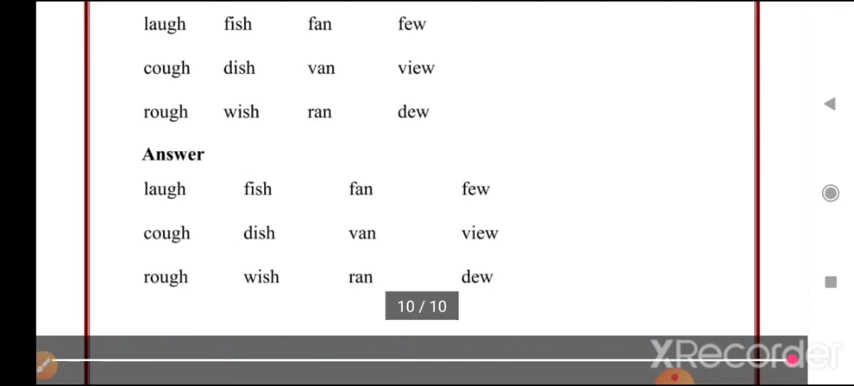 laugh fish fan few
cough dish van view
rough wish ran dew
Answer
laugh fish fan few
cough dish van view
rough wish ran dew
10 / 10
XRecorder